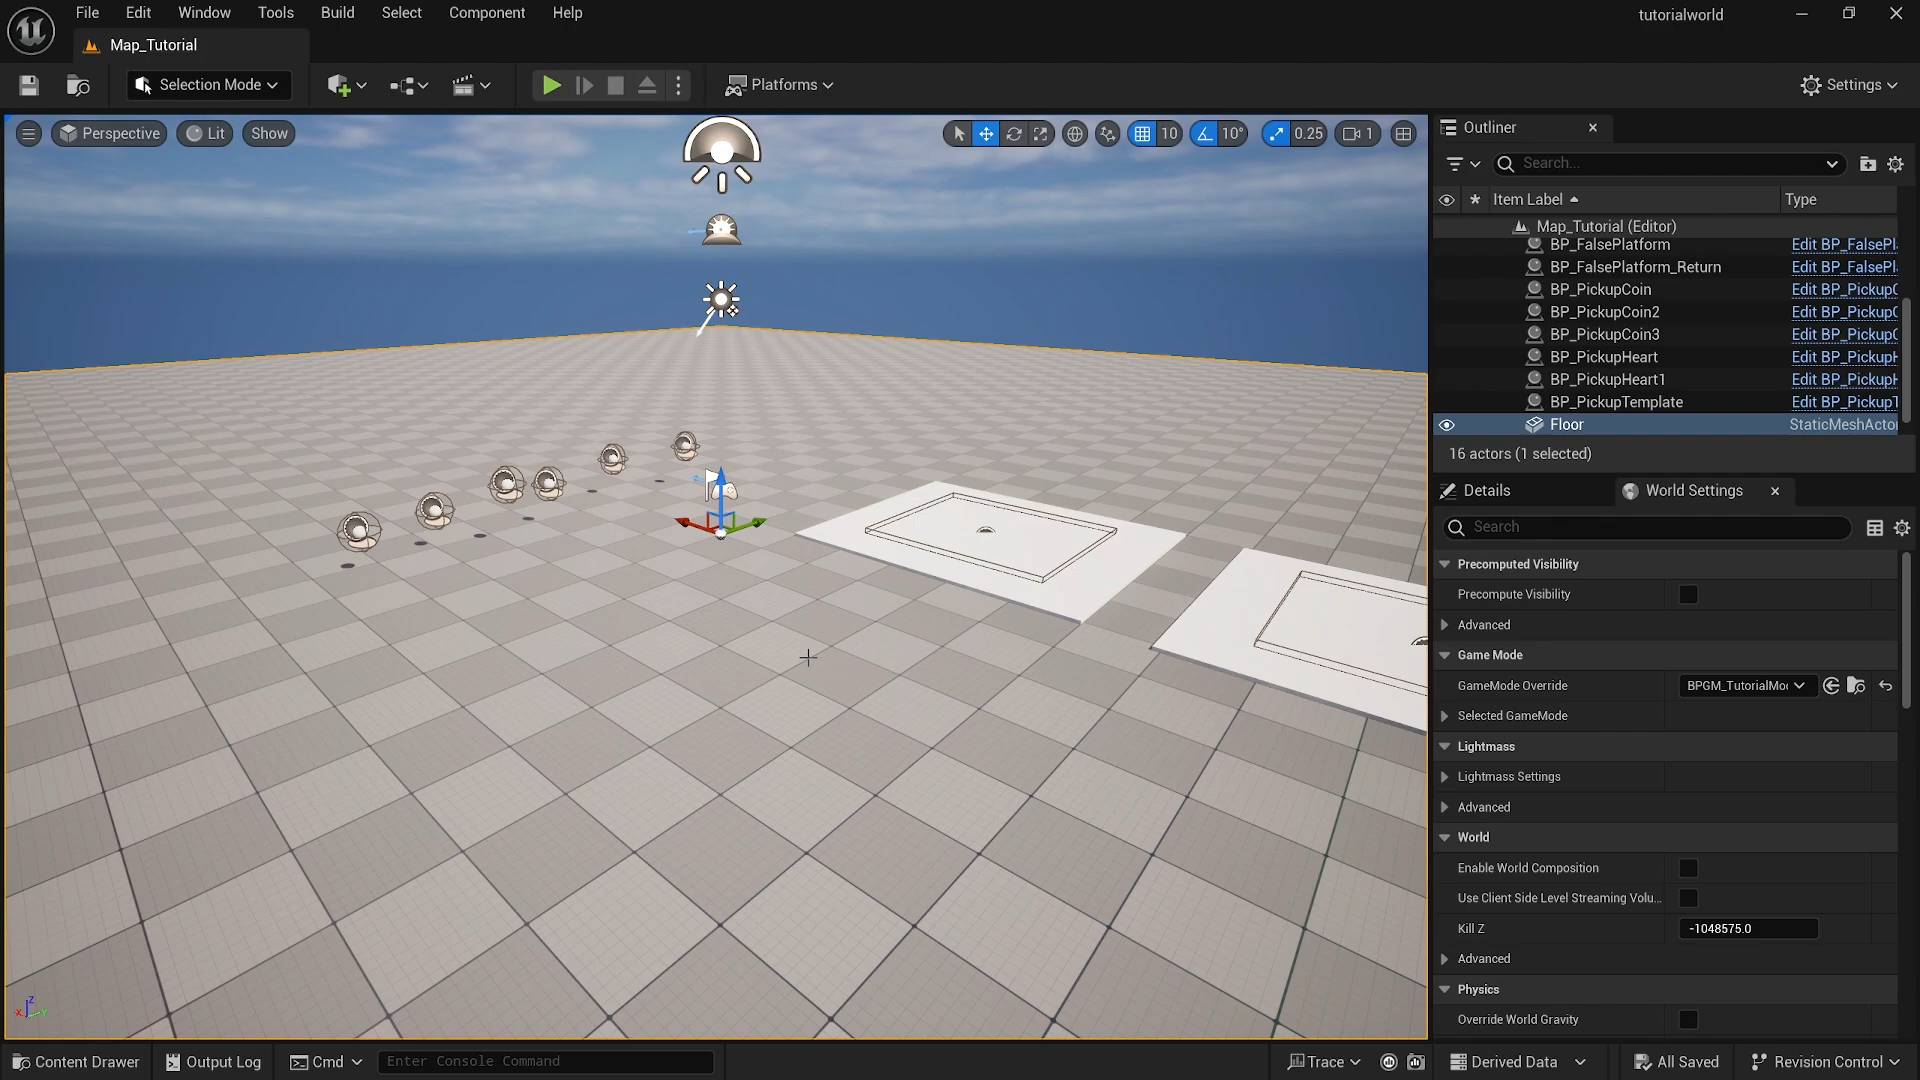 File Edit Window Tools Build Select Component Help
tutorialworld
Map_Tutorial
Selection Mode
Platforms
Settings
Perspective
Lit
Show
10
10°
0.25
1
Outliner
Search...
Item Label
Type
Map_Tutorial (Editor)
BP_FalsePlatform Edit BP_FalsePl
BP_FalsePlatform_Return Edit BP_FalsePl
BP_PickupCoin Edit BP_PickupC
BP_PickupCoin2 Edit BP_PickupC
BP_PickupCoin3 Edit BP_PickupC
BP_PickupHeart Edit BP_PickupH
BP_PickupHeart1 Edit BP_PickupH
BP_PickupTemplate Edit BP_PickupT
Floor StaticMeshActor
16 actors (1 selected)
Details
World Settings
Search
Precomputed Visibility
Precompute Visibility
Advanced
Game Mode
GameMode Override BPGM_TutorialMo
Selected GameMode
Lightmass
Lightmass Settings
Advanced
World
Enable World Composition
Use Client Side Level Streaming Volu...
Kill Z -1048575.0
Advanced
Physics
Override World Gravity
Z
X
Y
Content Drawer
Output Log
Cmd
Enter Console Command
Trace
Derived Data
All Saved
Revision Control